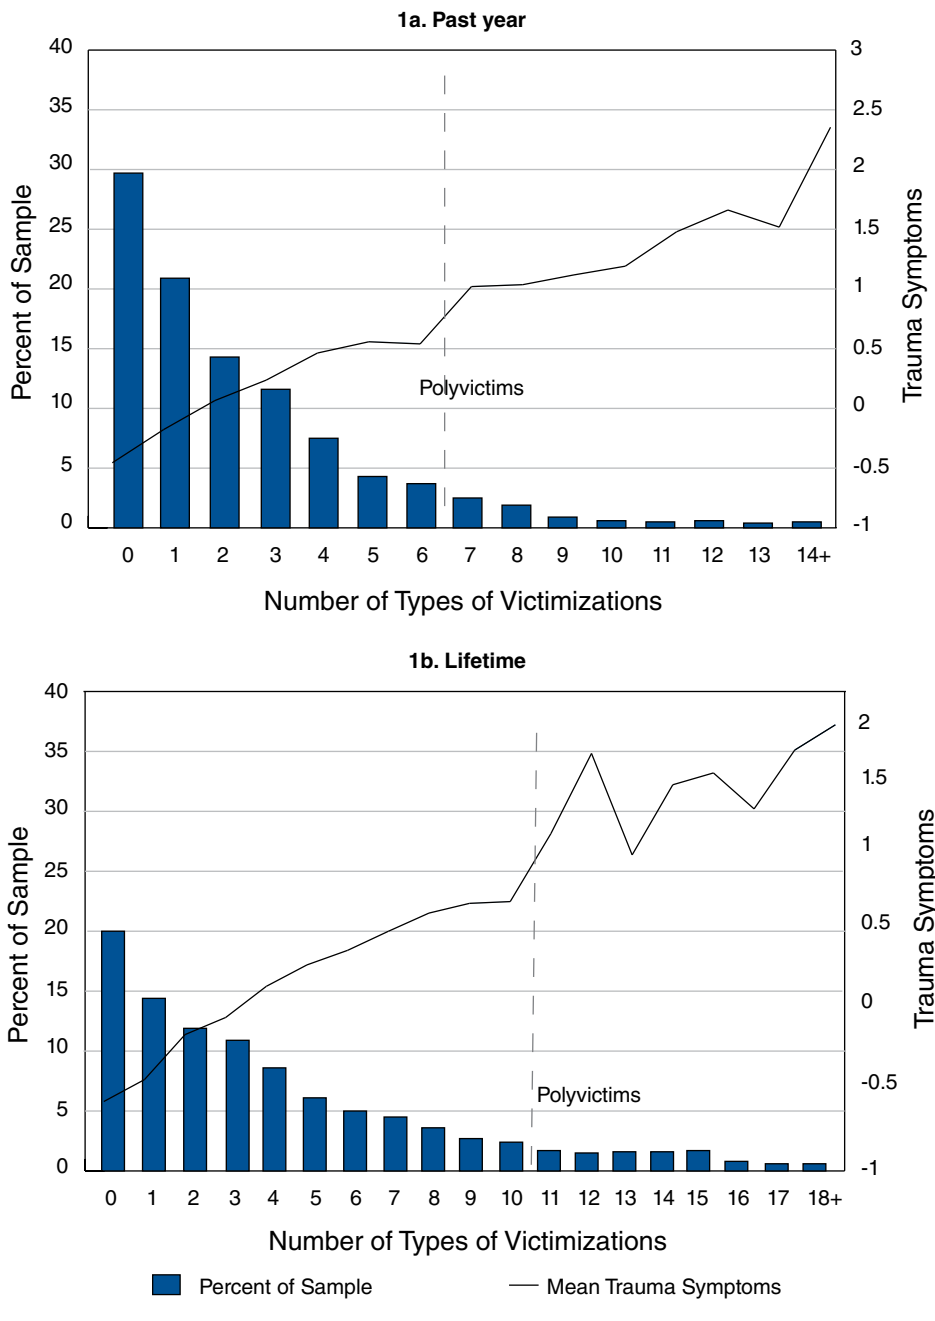 1a. Past year
40
35
30
25
20
15
10
5
0
3
2.5
2
1.5
1
0.5
0
-0.5
-1
Percent of Sample
Trauma Symptoms
Polyvictims
0 1 2 3 4 5 6 7 8 9 10 11 12 13 14+
Number of Types of Victimizations
1b. Lifetime
40
35
30
25
20
15
10
5
0
2
1.5
1
0.5
0
-0.5
-1
Percent of Sample
Trauma Symptoms
Polyvictims
0 1 2 3 4 5 6 7 8 9 10 11 12 13 14 15 16 17 18+
Number of Types of Victimizations
Percent of Sample
Mean Trauma Symptoms